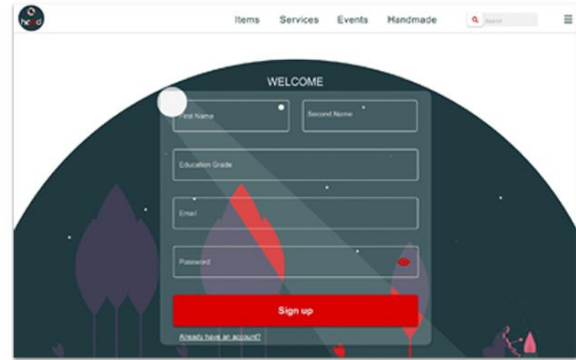 Items Services Events Handmade Search
WELCOME
First Name Second Name
Education Grade
Email
Password
Sign up
Already have an account?